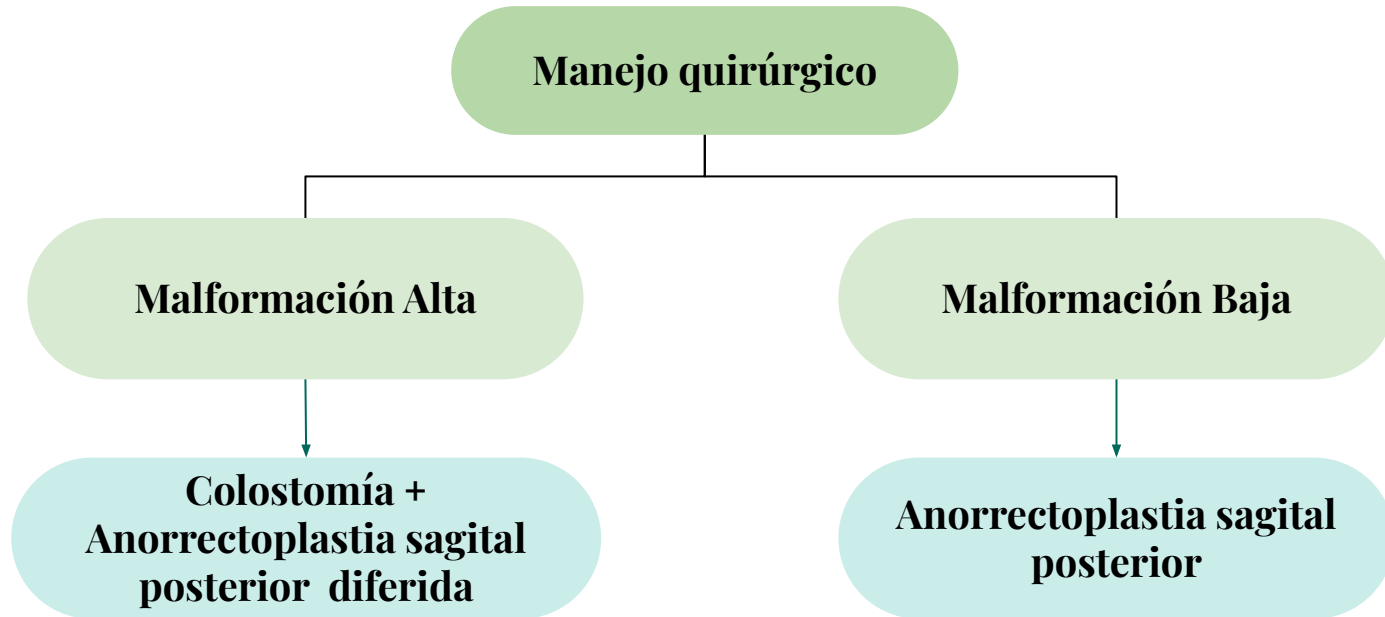 Manejo quirúrgico
Malformación Alta
Malformación Baja
Colostomía +
Anorrectoplastia sagital
posterior diferida
Anorrectoplastia sagital
posterior